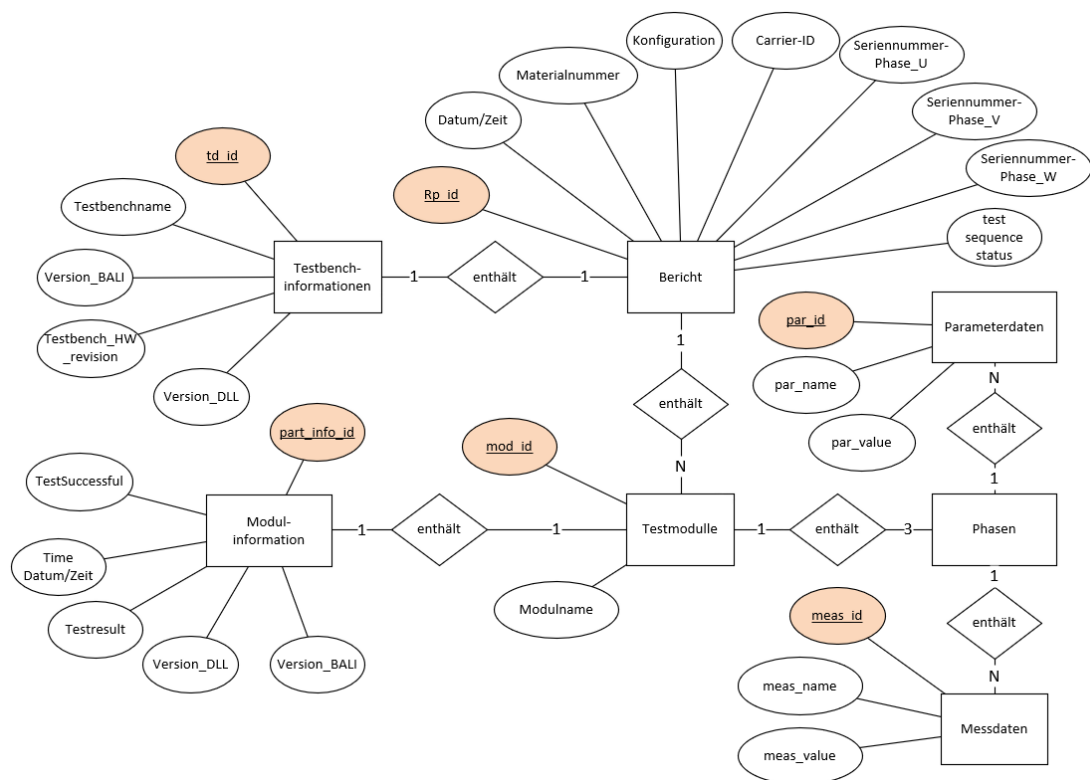 Konfiguration
Carrier-ID
Seriennummer-
Phase_U
Materialnummer
Seriennummer-
Phase_V
Datum/Zeit
td_id
Seriennummer-
Phase_W
Rp_id
Testbenchname
test
sequence
status
Testbench-
informationen
1
enthält
1
Bericht
Version_BALI
Testbench_HW
_revision
par_id
Parameterdaten
1
par_name
N
Version_DLL
enthält
par_value
enthält
part_info_id
mod_id
N
1
TestSuccessful
Modul-
information
1
enthält
1
Testmodulle
1
enthält
3
Phasen
Time
Datum/Zeit
1
Modulname
meas_id
enthält
Testresult
Version_DLL
Version_BALI
N
meas_name
Messdaten
meas_value